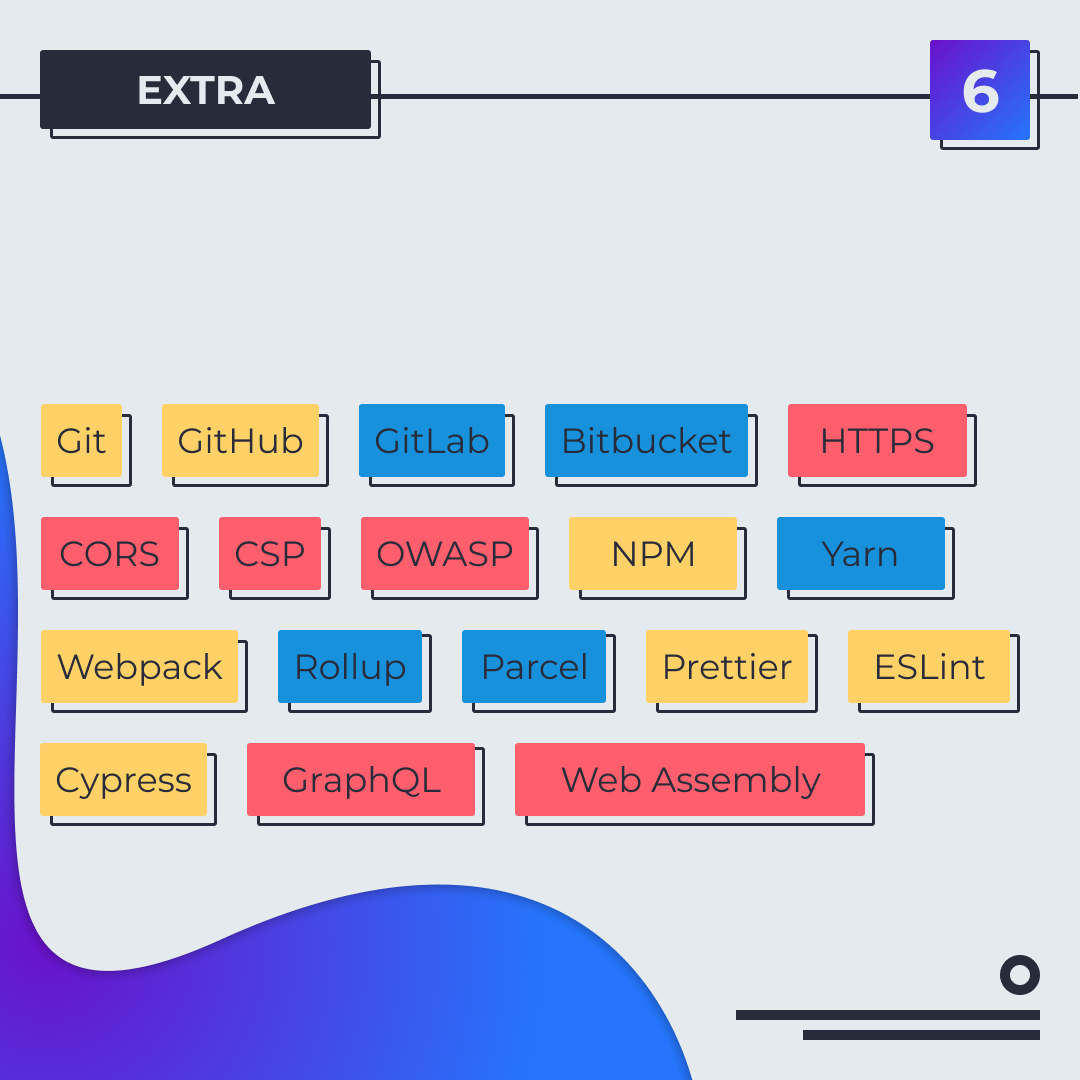 EXTRA
6
Git GitHub GitLab Bitbucket HTTPS
CORS CSP OWASP NPM Yarn
Webpack Rollup Parcel Prettier ESLint
Cypress GraphQL Web Assembly